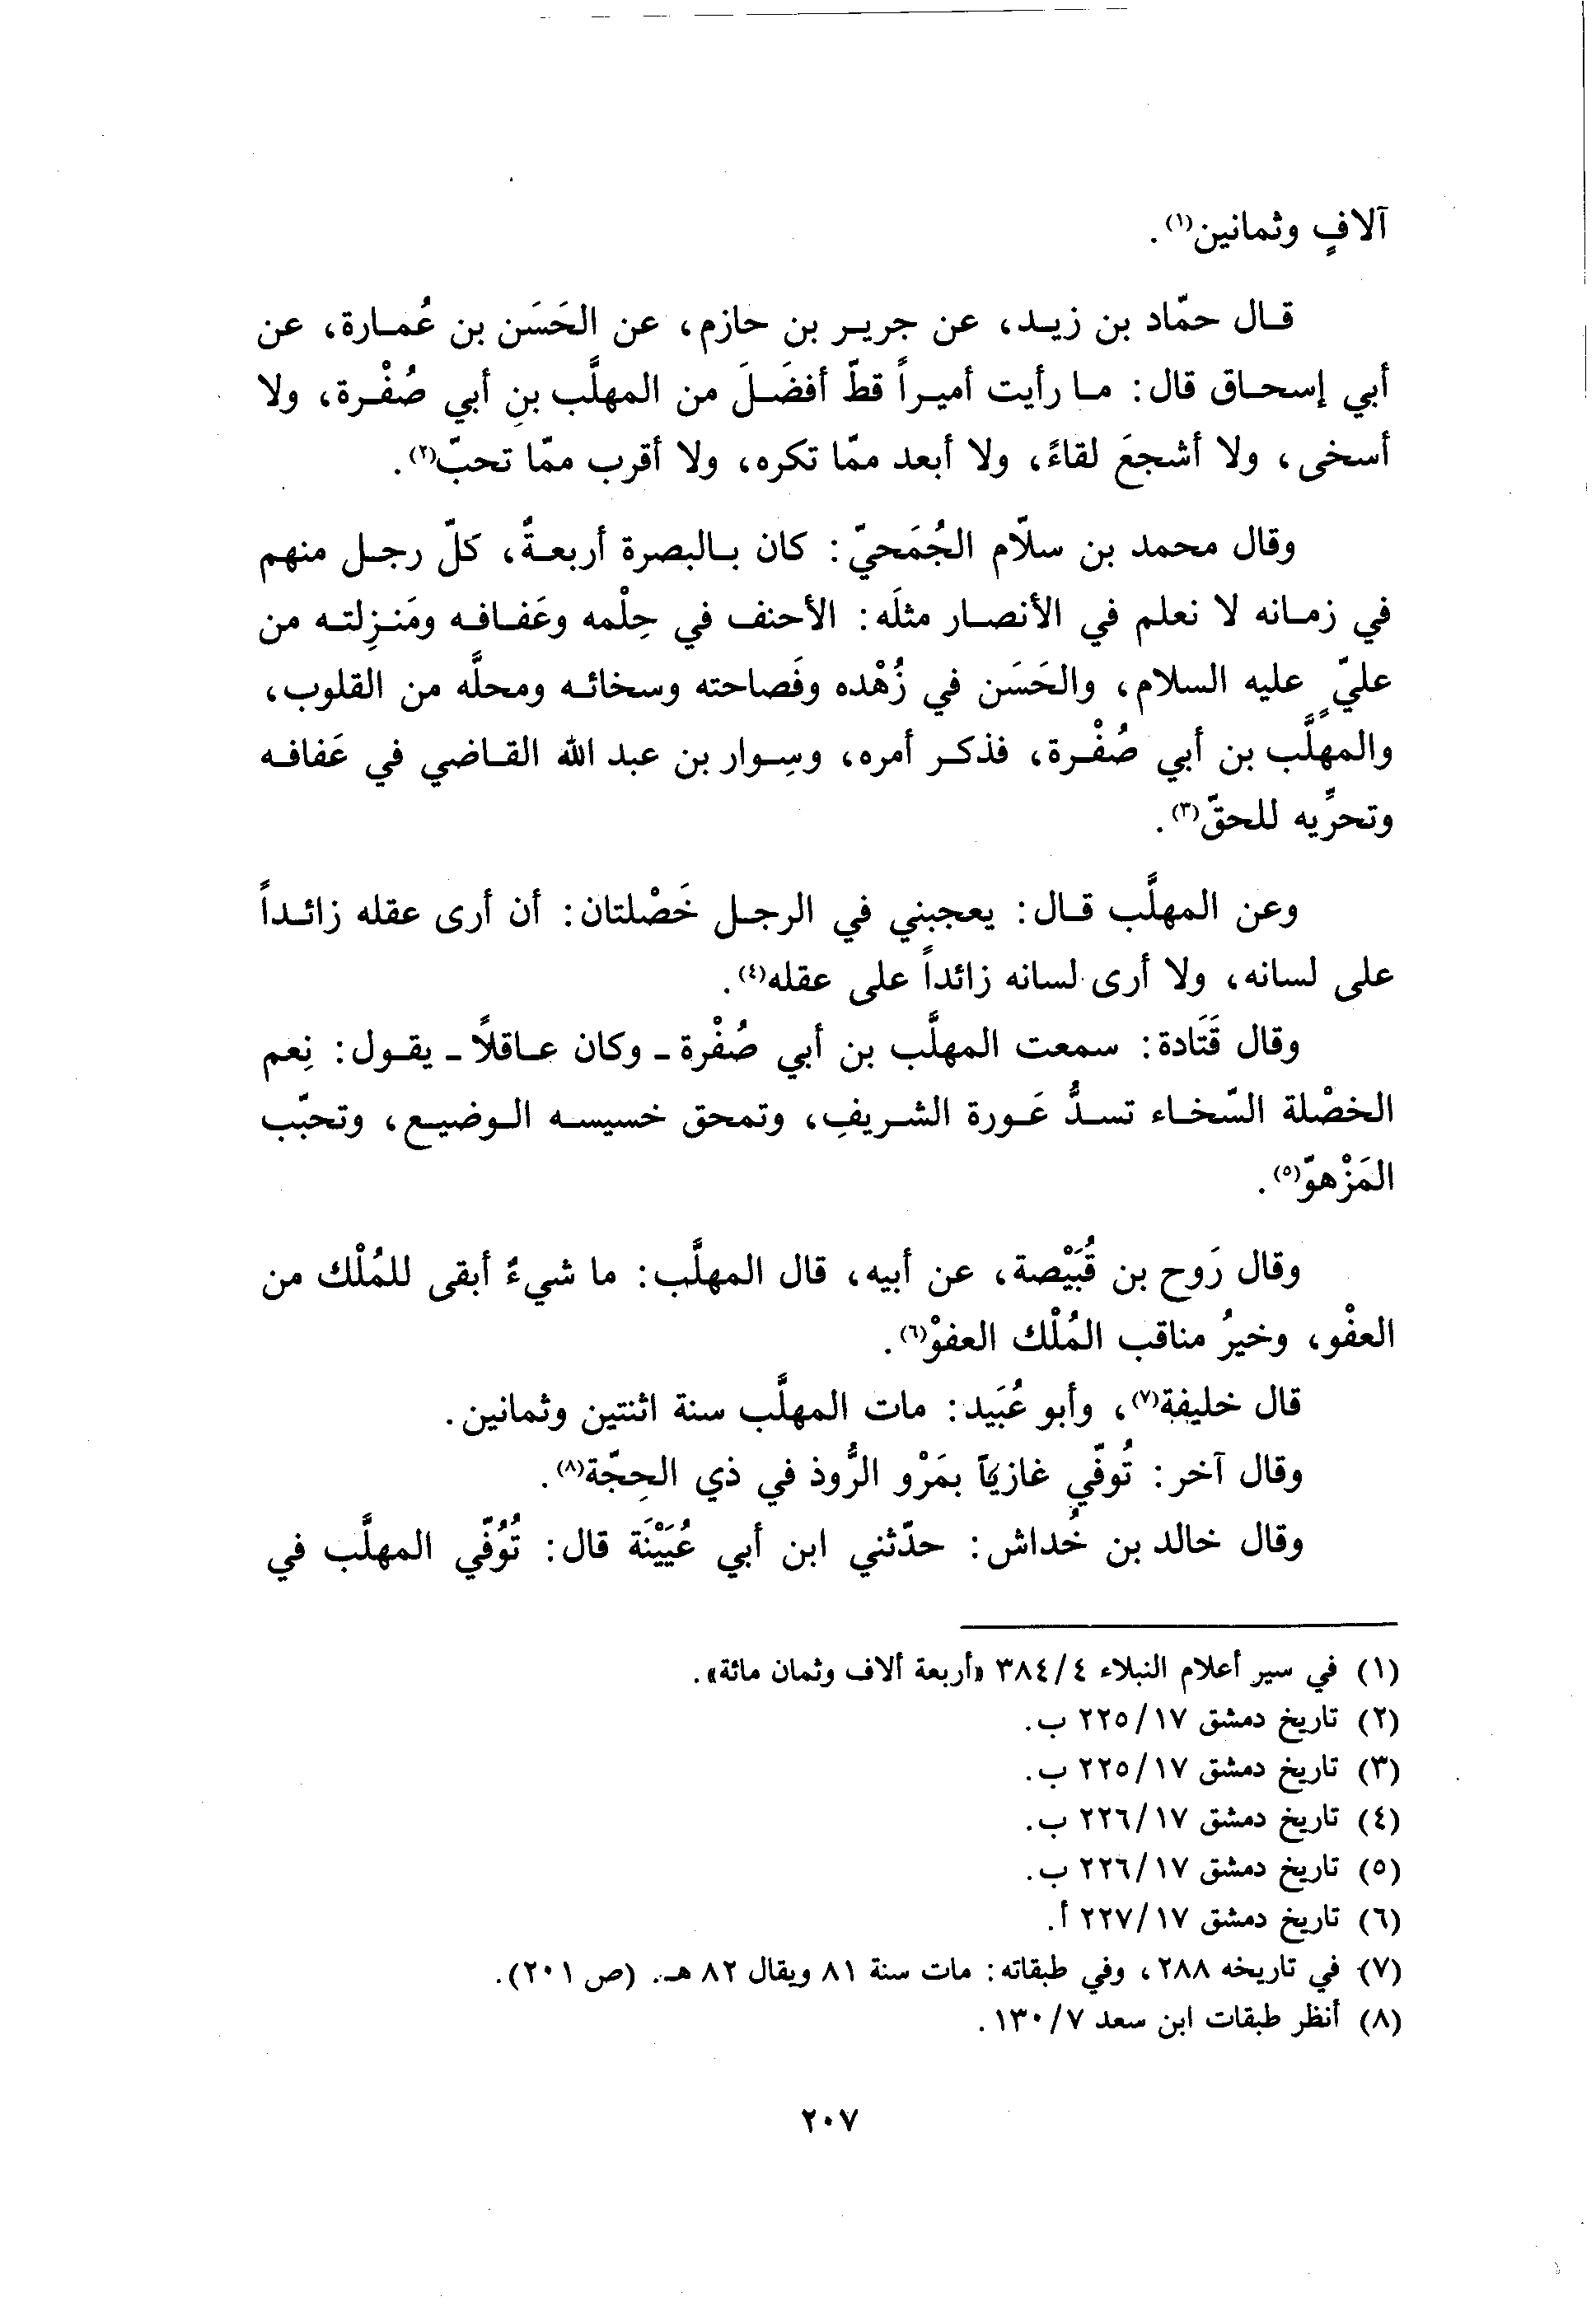 آلافٍ وثمانين(١).
قال حمّاد بن زيد، عن جرير بن حازم، عن الحَسَن بن عُمارة، عن
أبي إسحاق قال: ما رأيت أميراً قطّ أفضَلَ من المهلَّب بنِ أبي صُفْرة، ولا
أسخى، ولا أشجعَ لقاءً، ولا أبعد ممّا تكره، ولا أقرب ممّا تحبّ(٢).
وقال محمد بن سلّام الجُمَحيّ: كان بالبصرة أربعةٌ، كلّ رجل منهم
في زمانه لا نعلم في الأنصار مثلَه: الأحنف في حِلْمه وعَفافه ومَنزِلته من
عليّ عليه السلام، والحَسَن في زُهْده وفَصاحته وسخائه ومحلَّه من القلوب،
والمهلَّب بن أبي صُفْرة، فذكر أمره، وسِوار بن عبد الله القاضي في عَفافه
وتحرِّيه للحقّ(٣).
وعن المهلَّب قال: يعجبني في الرجل خَصْلتان: أن أرى عقله زائداً
على لسانه، ولا أرى لسانه زائداً على عقله(٤).
وقال قَتَادة: سمعت المهلَّب بن أبي صُفْرة ـ وكان عاقلاً ـ يقول: نِعم
الخصْلة السّخاء تسدُّ عَورة الشريفِ، وتمحق خسيسه الوضيع، وتحبّب
المَزْهوّ(٥).
وقال رَوح بن قُبَيْصة، عن أبيه، قال المهلَّب: ما شيءٌ أبقى للمُلْك من
العفْو، وخيرُ مناقب المُلْك العفوْ(٦).
قال خليفة(٧)، وأبو عُبَيد: مات المهلَّب سنة اثنتين وثمانين.
وقال آخر: تُوفّي غازياً بمَرْو الرُّوذ في ذي الحِجّة(٨).
وقال خالد بن خُداش: حدّثني ابن أبي عُيَيْنَة قال: تُوُفّي المهلَّب في
(١) في سير أعلام النبلاء ٣٨٤/٤ «أربعة ألاف وثمان مائة».
(٢) تاريخ دمشق ٢٢٥/١٧ ب.
(٣) تاريخ دمشق ٢٢٥/١٧ ب.
(٤) تاريخ دمشق ٢٢٦/١٧ ب.
(٥) تاريخ دمشق ٢٢٦/١٧ ب.
(٦) تاريخ دمشق ٢٢٧/١٧ أ.
(٧) في تاريخه ٢٨٨، وفي طبقاته: مات سنة ٨١ ويقال ٨٢ هـ. (ص ٢٠١).
(٨) أنظر طبقات ابن سعد ١٣٠/٧.
٢٠٧